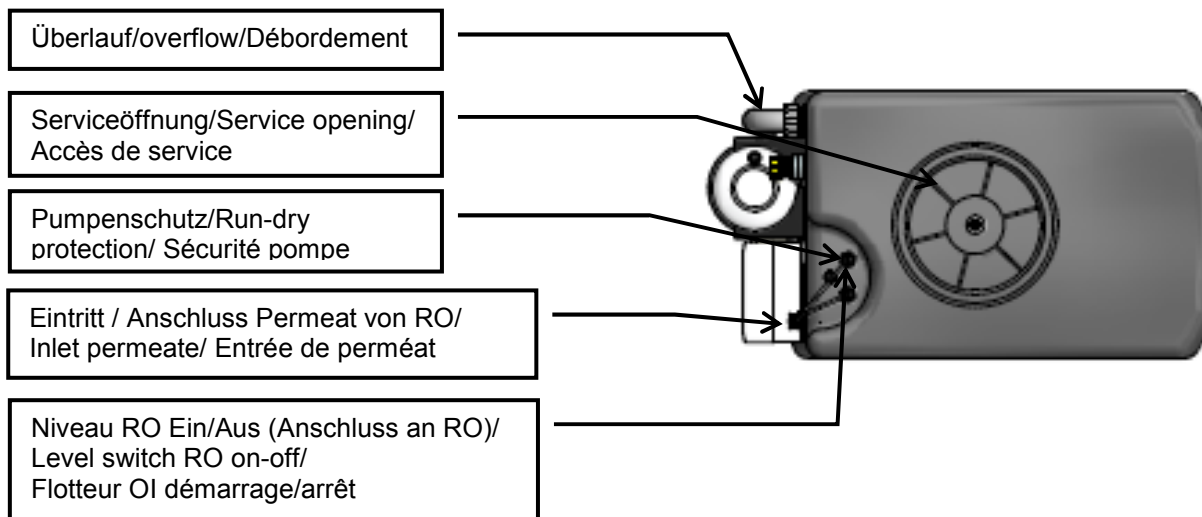 Überlauf/overflow/Débordement
Serviceöffnung/Service opening/
Accès de service
Pumpenschutz/Run-dry
protection/ Sécurité pompe
Eintritt / Anschluss Permeat von RO/
Inlet permeate/ Entrée de perméat
Niveau RO Ein/Aus (Anschluss an RO)/
Level switch RO on-off/
Flotteur OI démarrage/arrêt